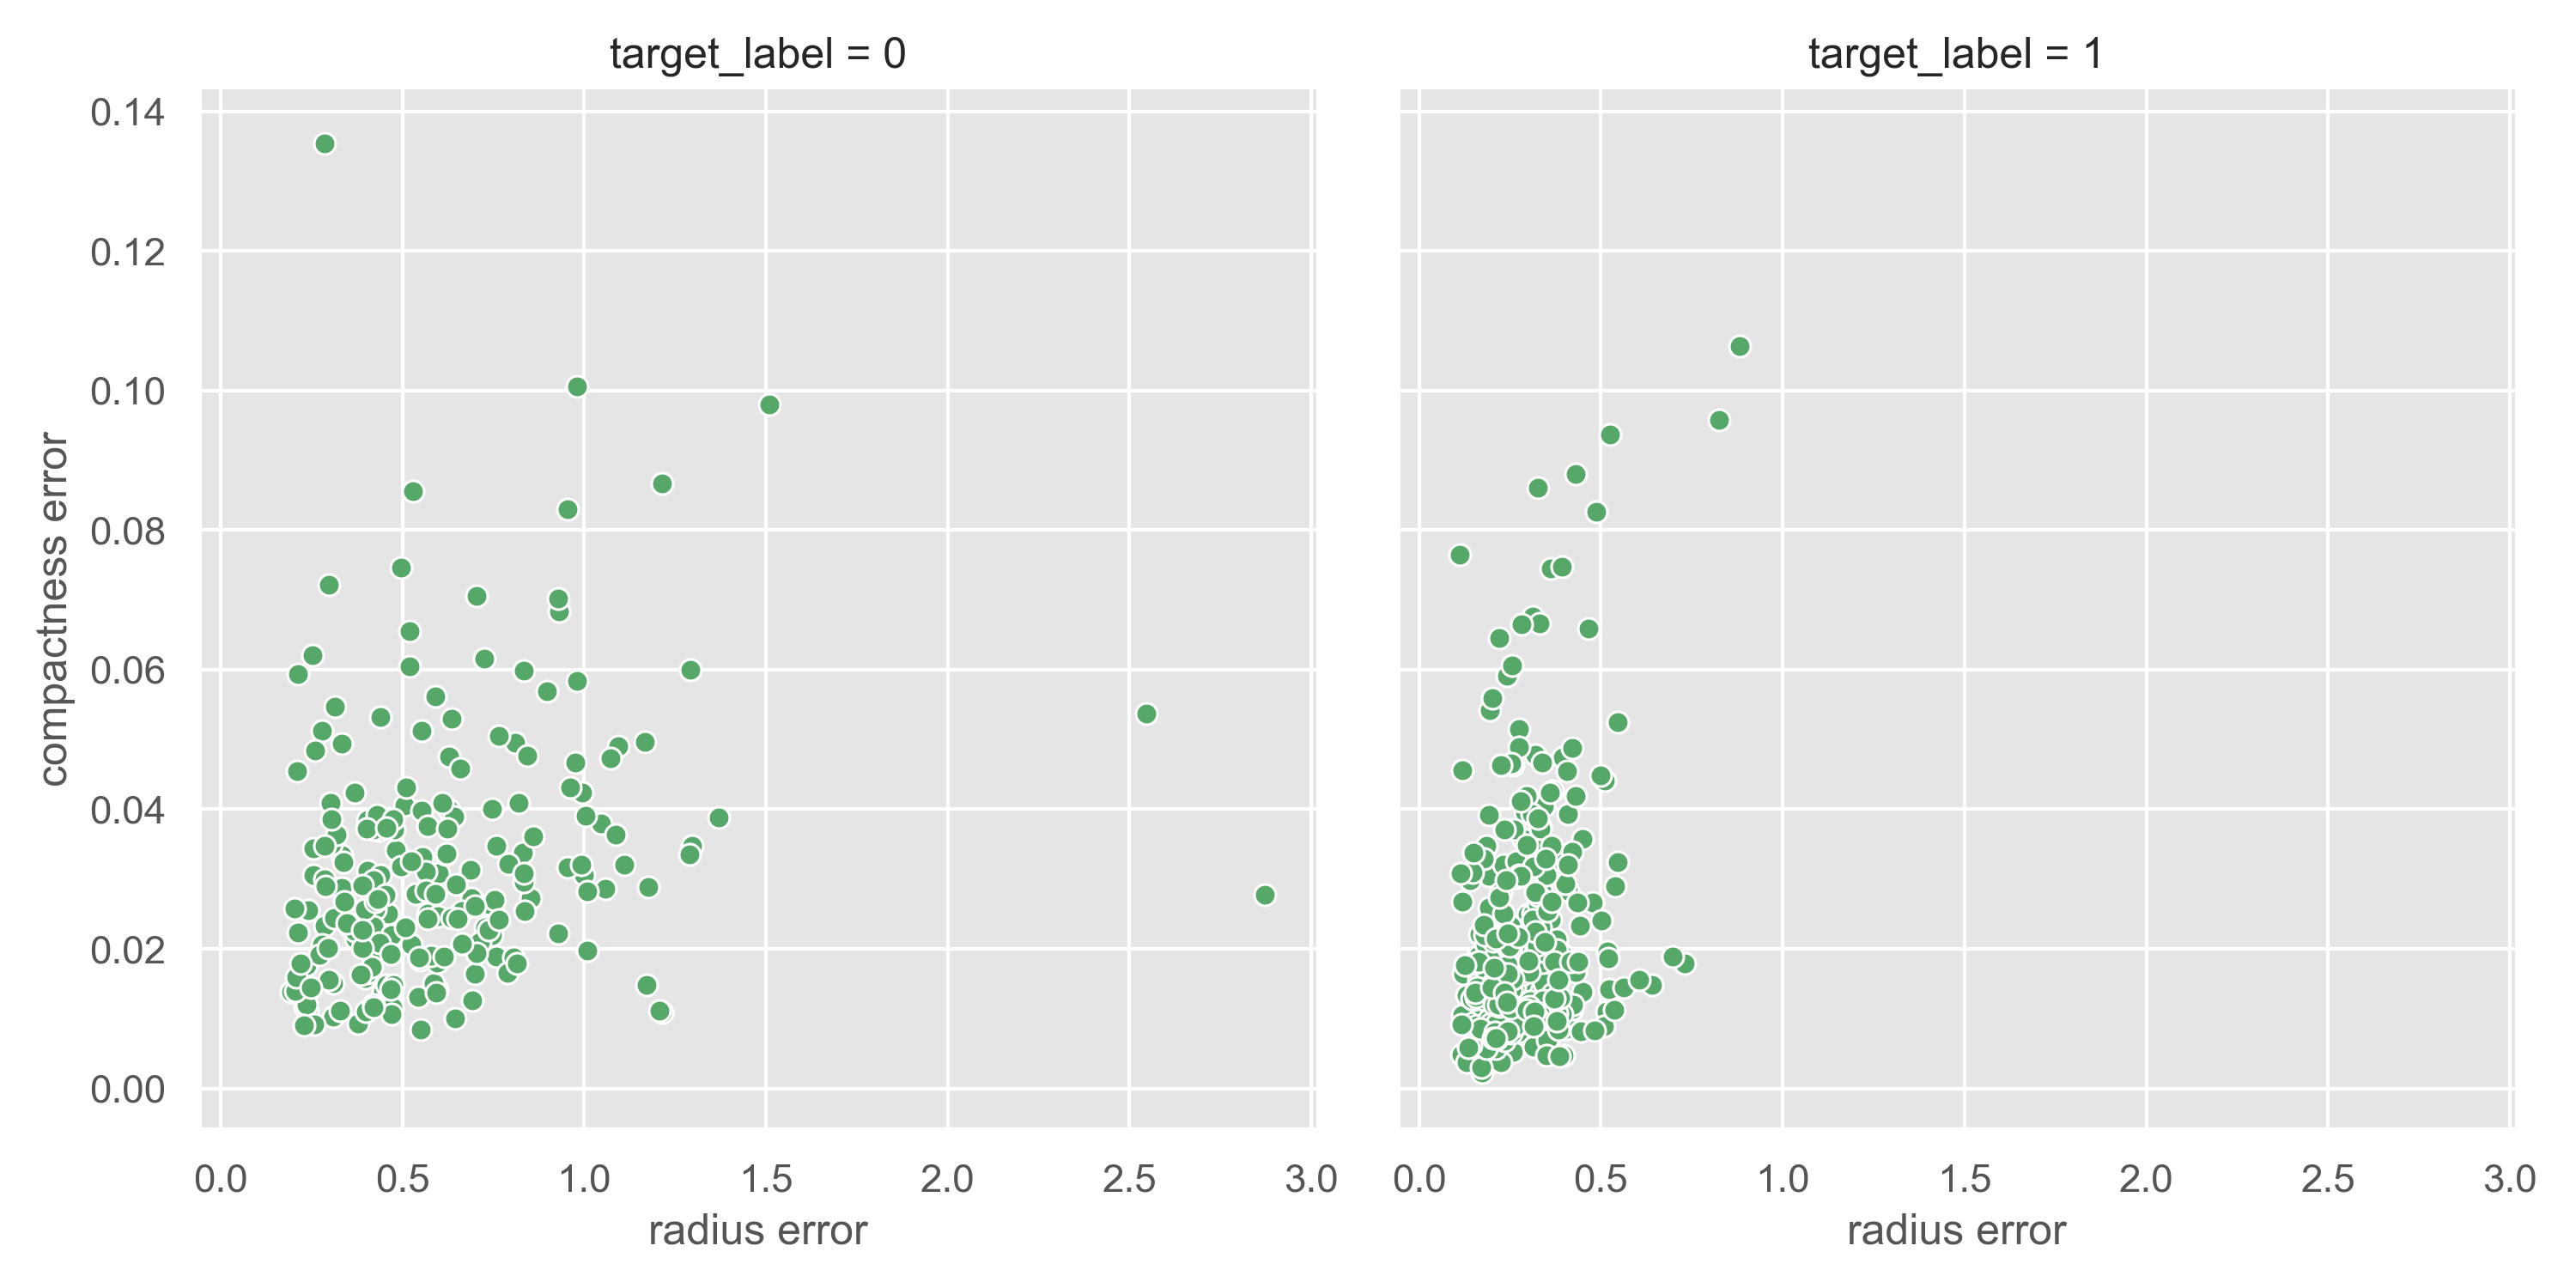 target_label = 0
target_label = 1
0.14
0.12
0.10
0.08
0.06
0.04
0.02
0.00
compactness error
0.0 0.5 1.0 1.5 2.0 2.5 3.0
0.0 0.5 1.0 1.5 2.0 2.5 3.0
radius error
radius error